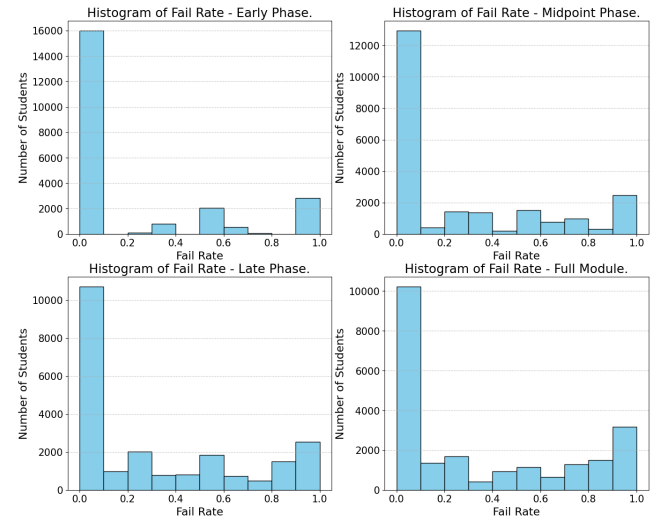 Histogram of Fail Rate - Early Phase.
Number of Students
16000
14000
12000
10000
8000
6000
4000
2000
0
0.0 0.2 0.4 0.6 0.8 1.0
Fail Rate
Histogram of Fail Rate - Midpoint Phase.
Number of Students
12000
10000
8000
6000
4000
2000
0
0.0 0.2 0.4 0.6 0.8 1.0
Fail Rate
Histogram of Fail Rate - Late Phase.
Number of Students
10000
8000
6000
4000
2000
0
0.0 0.2 0.4 0.6 0.8 1.0
Fail Rate
Histogram of Fail Rate - Full Module.
Number of Students
10000
8000
6000
4000
2000
0
0.0 0.2 0.4 0.6 0.8 1.0
Fail Rate